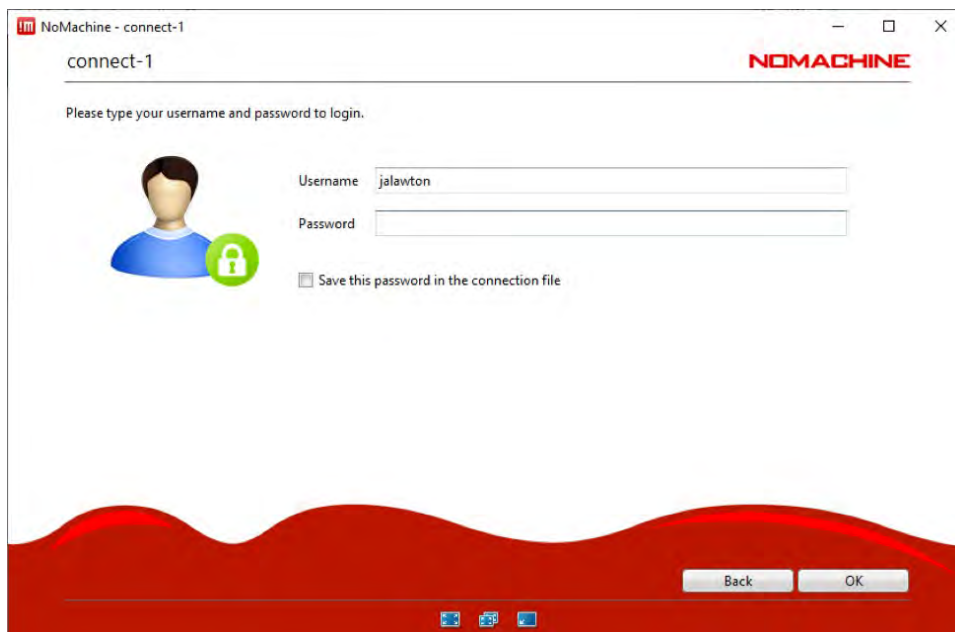 !M NoMachine - connect-1
connect-1
NOMACHINE
Please type your username and password to login.
Username jalawton
Password
Save this password in the connection file
Back OK